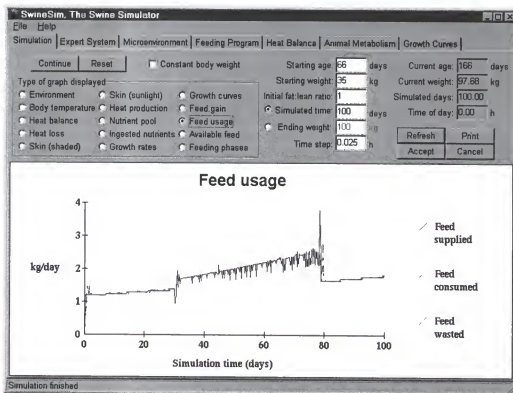 SwineSim, The Swine Simulator
File Help
Simulation Expert System Microenvironment Feeding Program Heat Balance Animal Metabolism Growth Curves
Continue Reset Constant body weight
Type of graph displayed
Environment Skin (sunlight) Growth curves
Body temperature Heat production Feed gain
Heat balance Nutrient pool Feed usage
Heat loss Ingested nutrients Available feed
Skin (shaded) Growth rates Feeding phases
Starting age: 66 days
Starting weight: 35 kg
Initial fat:lean ratio: 1
Simulated time: 100 days
Ending weight: 100 kg
Time step: 0.025 h
Current age: 166 days
Current weight: 97.68 kg
Simulated days: 100.00
Time of day: 0.00 h
Refresh Print
Accept Cancel
Feed usage
kg/day
4
3
2
1
0
0 20 40 60 80 100
Simulation time (days)
Feed supplied
Feed consumed
Feed wasted
Simulation finished